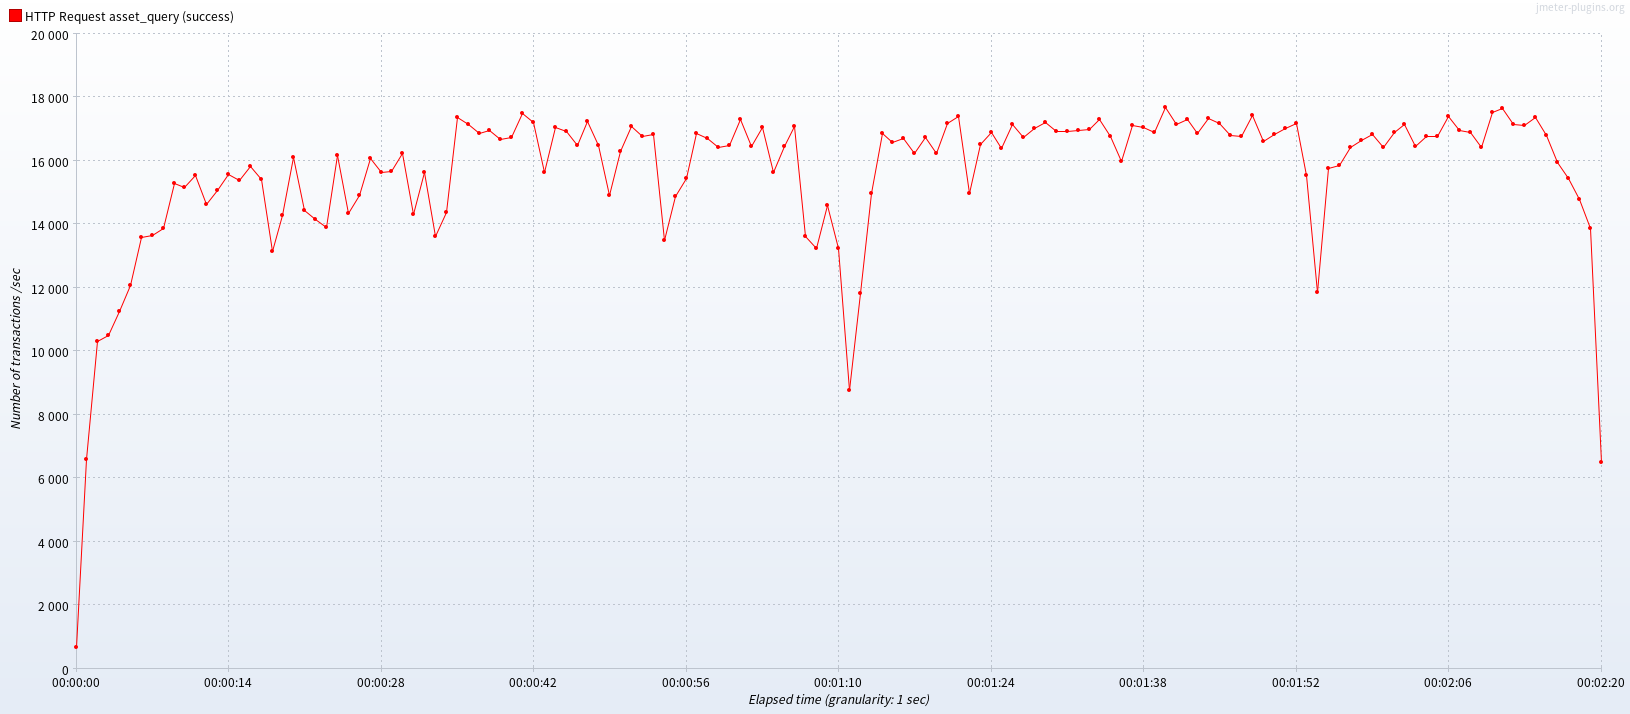 HTTP Request asset_query (success)
jmeter-plugins.org
20 000
18 000
16 000
14 000
12 000
10 000
8 000
6 000
4 000
2 000
0
Number of transactions /sec
00:00:00 00:00:14 00:00:28 00:00:42 00:00:56 00:01:10 00:01:24 00:01:38 00:01:52 00:02:06 00:02:20
Elapsed time (granularity: 1 sec)